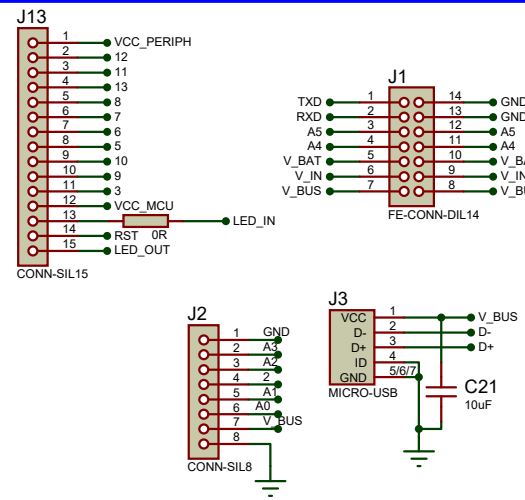 J13
1 VCC_PERIPH
2 12
3 11
4 13
5 8
6 7
7 6
8 5
9 10
10 9
11 3
12 VCC_MCU
13 0R LED_IN
14 RST
15 LED_OUT
CONN-SIL15
J1
TXD 1 14 GND
RXD 2 13 GND
A5 3 12 A5
A4 4 11 A4
V_BAT 5 10 V_BA
V_IN 6 9 V_IN
V_BUS 7 8 V_BU
FE-CONN-DIL14
J2
1 GND
2 A3
3 A2
4 2
5 A1
6 A0
7 V_BUS
8
CONN-SIL8
J3
VCC 1 V_BUS
D- 2 D-
D+ 3 D+
ID 4
GND 5/6/7
MICRO-USB
C21
10uF